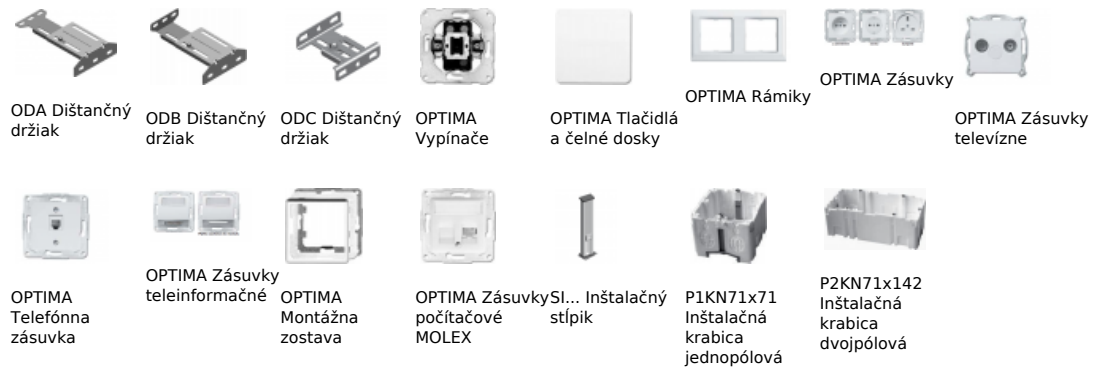 ODA Dištančný
držiak
ODB Dištančný
držiak
ODC Dištančný
držiak
OPTIMA
Vypínače
OPTIMA Tlačidlá
a čelné dosky
OPTIMA Rámiky
OPTIMA Zásuvky
OPTIMA Zásuvky
televízne
OPTIMA
Telefónna
zásuvka
OPTIMA Zásuvky
teleinformačné
OPTIMA
Montážna
zostava
OPTIMA Zásuvky
počítačové
MOLEX
SI... Inštalačný
stĺpik
P1KN71x71
Inštalačná
krabica
jednopólová
P2KN71x142
Inštalačná
krabica
dvojpólová